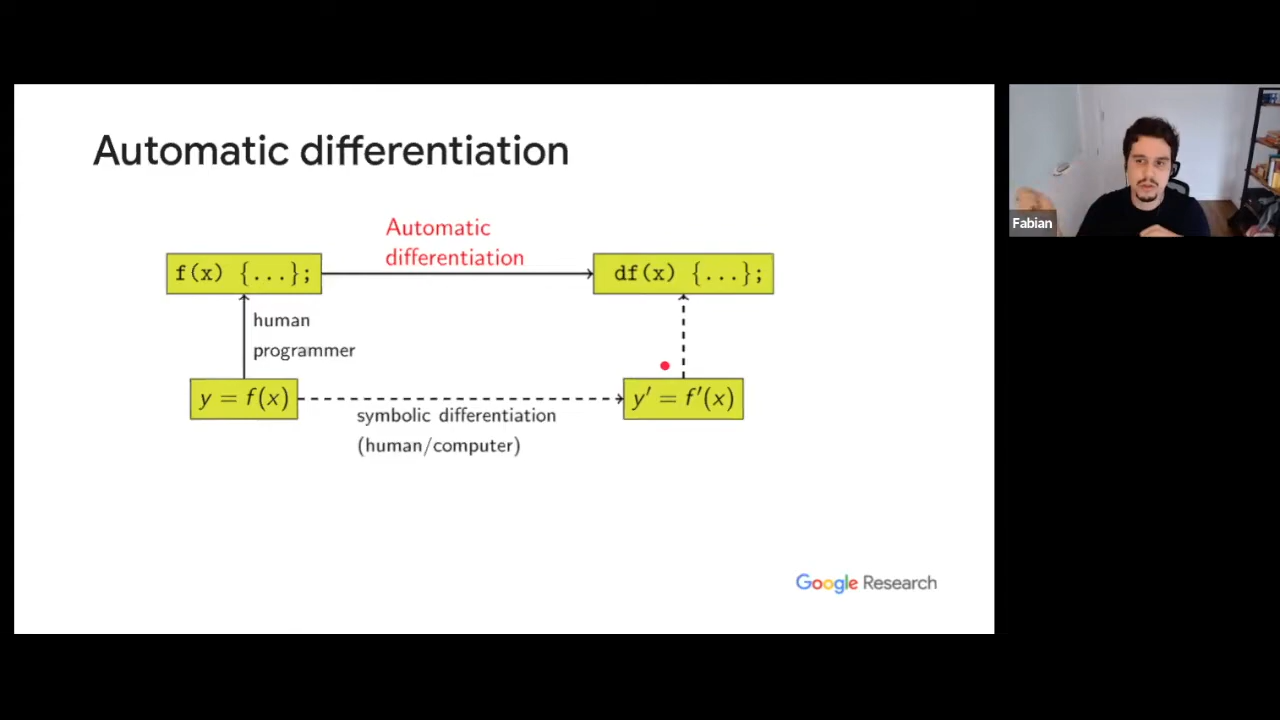 Automatic differentiation
Automatic
differentiation
f(x) {...};
df(x) {...};
human
programmer
y = f(x)
y′ = f′(x)
symbolic differentiation
(human/computer)
Google Research
Fabian